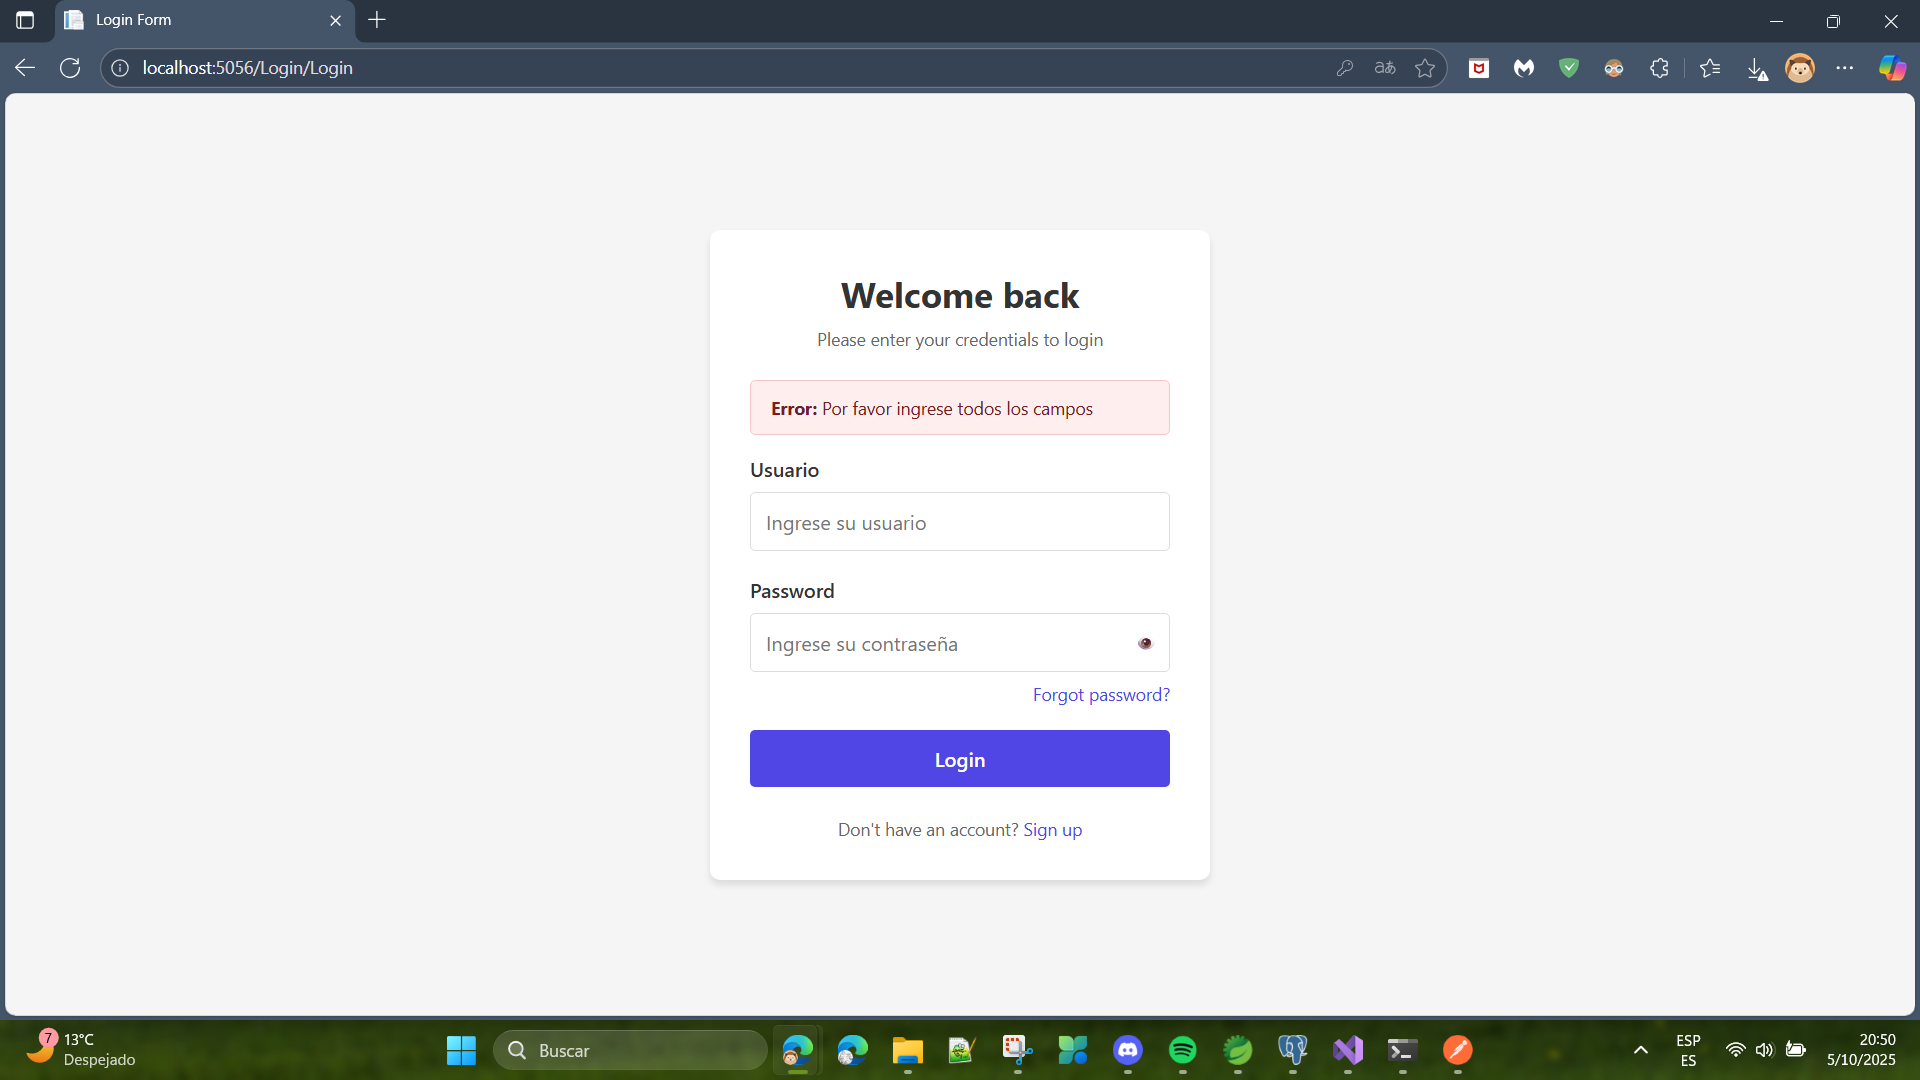 Login Form
localhost:5056/Login/Login
aあ
Welcome back
Please enter your credentials to login
Error: Por favor ingrese todos los campos
Usuario
Ingrese su usuario
Password
Ingrese su contraseña
Forgot password?
Login
Don't have an account? Sign up
7
13°C
Despejado
Buscar
ESP
ES
20:50
5/10/2025